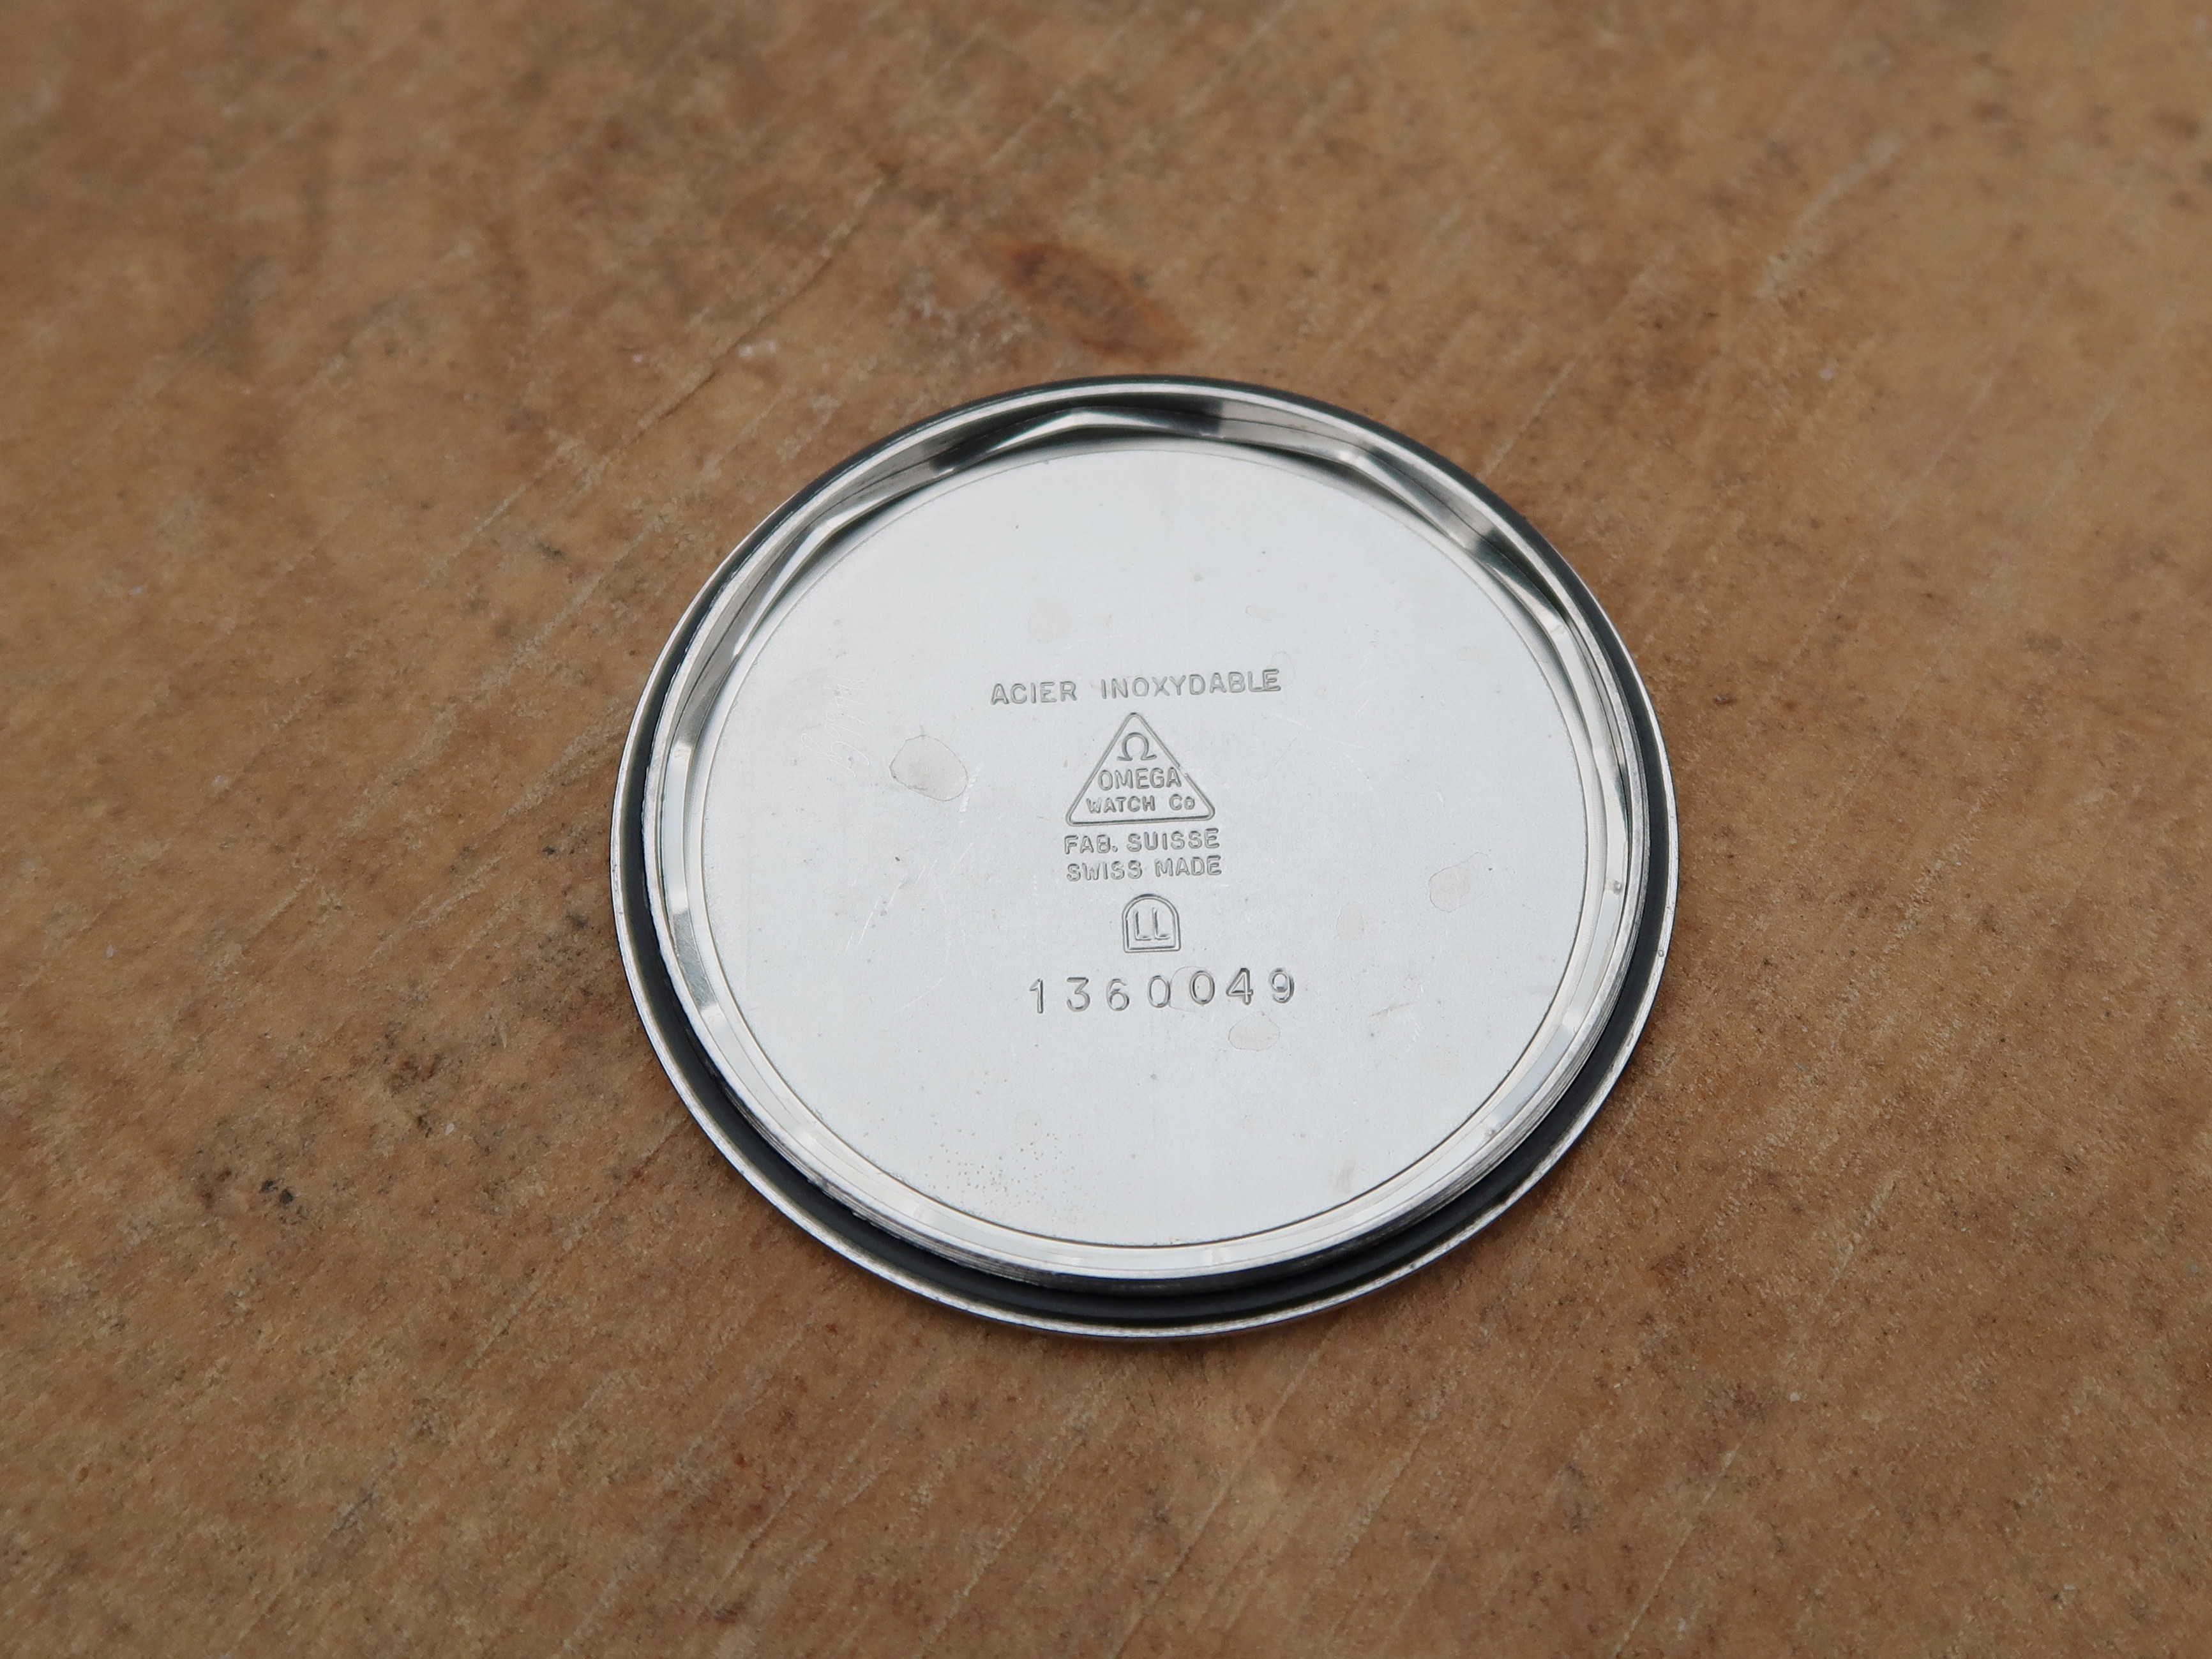 ACIER INOXYDABLE
Ω
OMEGA
WATCH Co
FAB. SUISSE
SWISS MADE
LL
1360049